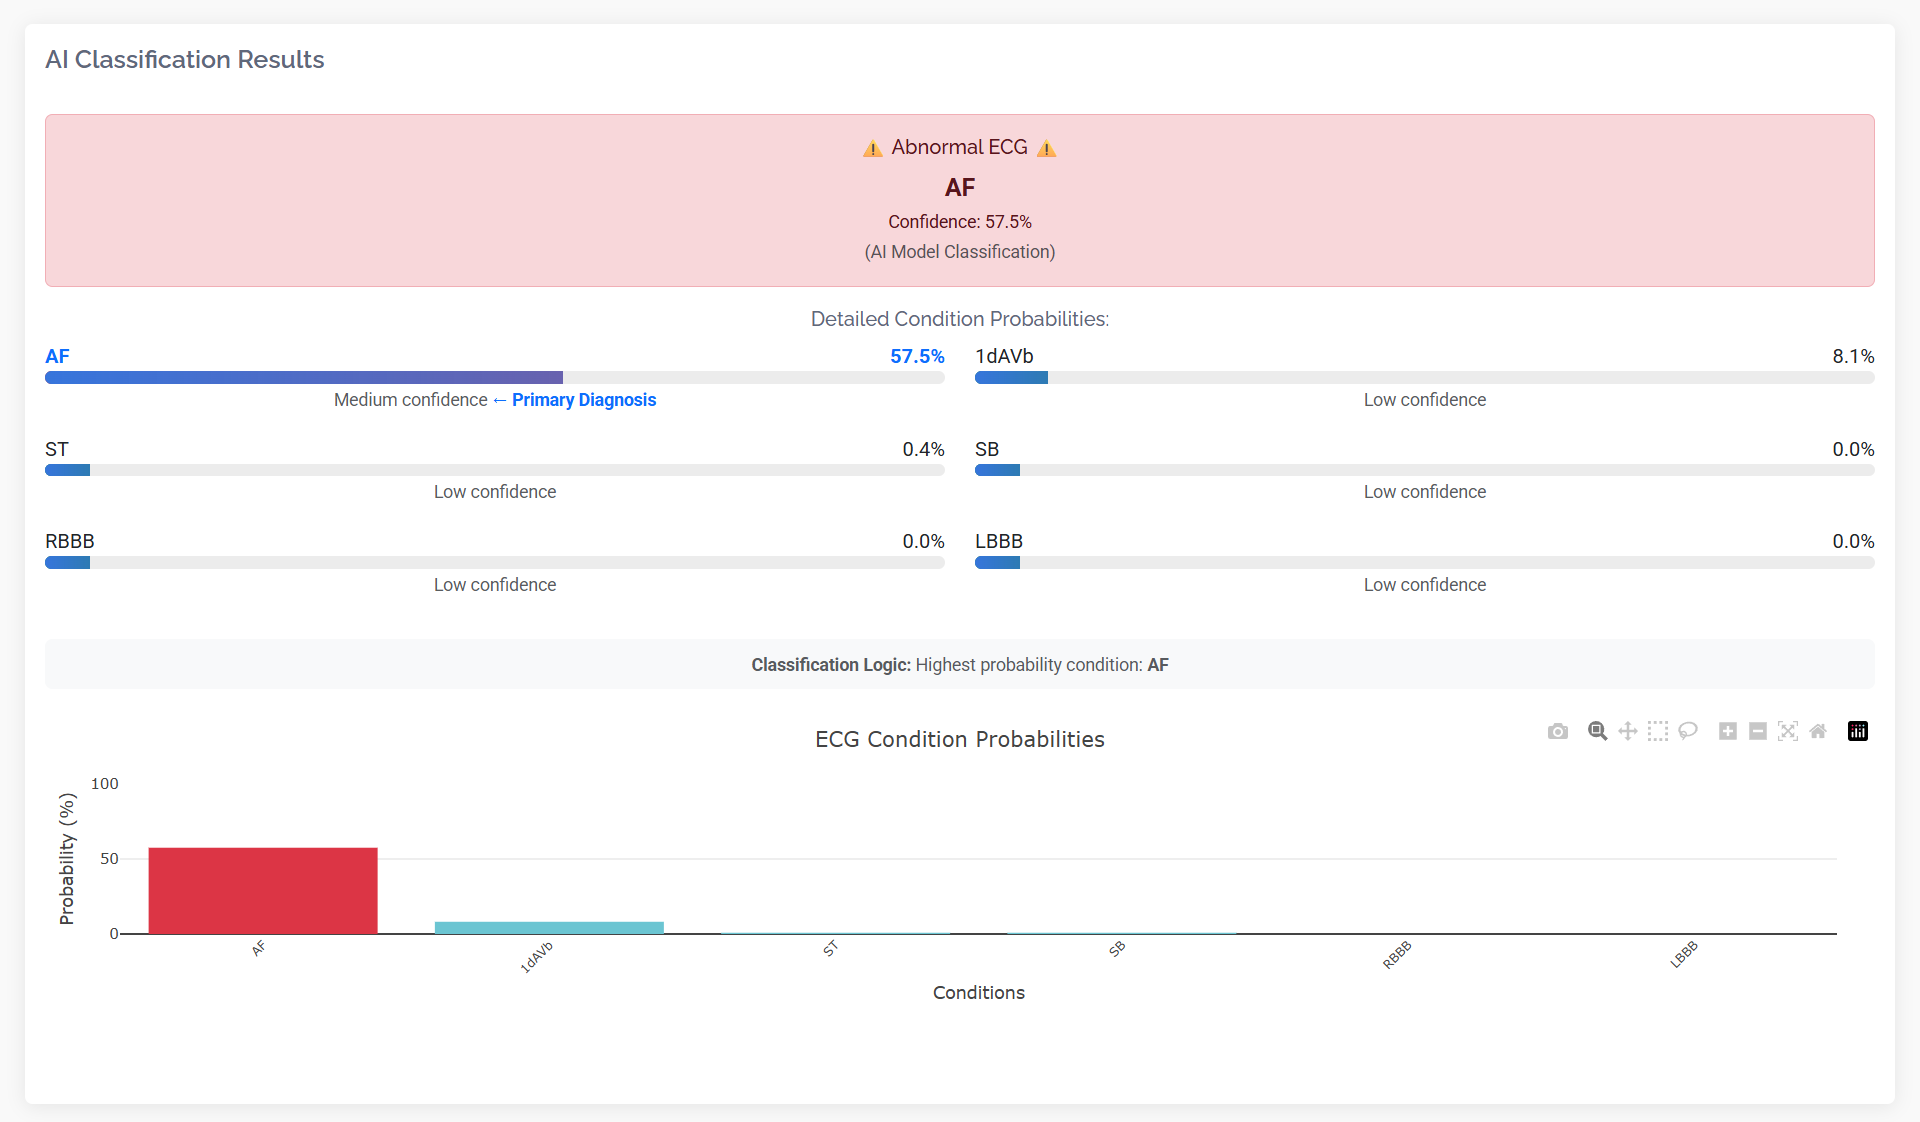 AI Classification Results
⚠️ Abnormal ECG ⚠️
AF
Confidence: 57.5%
(AI Model Classification)
Detailed Condition Probabilities:
AF 57.5%
Medium confidence ← Primary Diagnosis
1dAVb 8.1%
Low confidence
ST 0.4%
Low confidence
SB 0.0%
Low confidence
RBBB 0.0%
Low confidence
LBBB 0.0%
Low confidence
Classification Logic: Highest probability condition: AF
ECG Condition Probabilities
Probability (%)
100
50
0
AF
1dAVb
ST
SB
RBBB
LBBB
Conditions